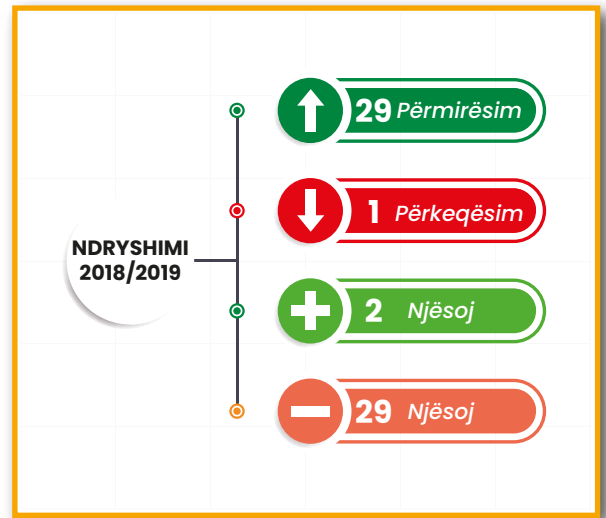 NDRYSHIMI
2018/2019
29 Përmirësim
1 Përkeqësim
2 Njësoj
29 Njësoj